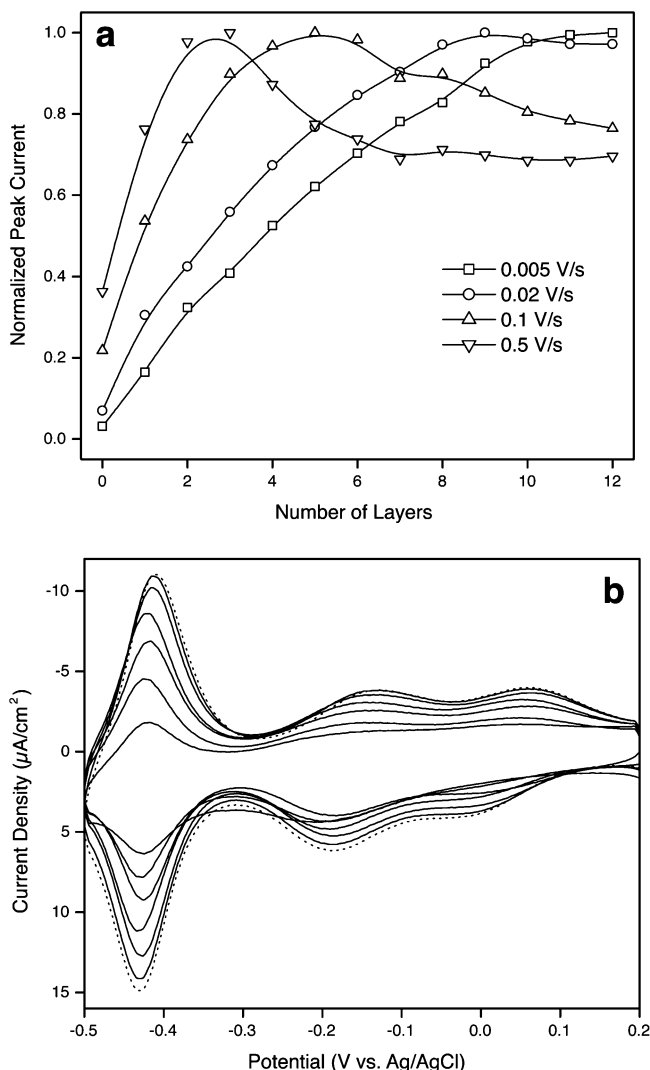 a
1.0
0.8
0.6
0.4
0.2
0.0
Normalized Peak Current
0.005 V/s
0.02 V/s
0.1 V/s
0.5 V/s
0 2 4 6 8 10 12
Number of Layers
b
-10
-5
0
5
10
15
Current Density (µA/cm²)
-0.5 -0.4 -0.3 -0.2 -0.1 0.0 0.1 0.2
Potential (V vs. Ag/AgCl)